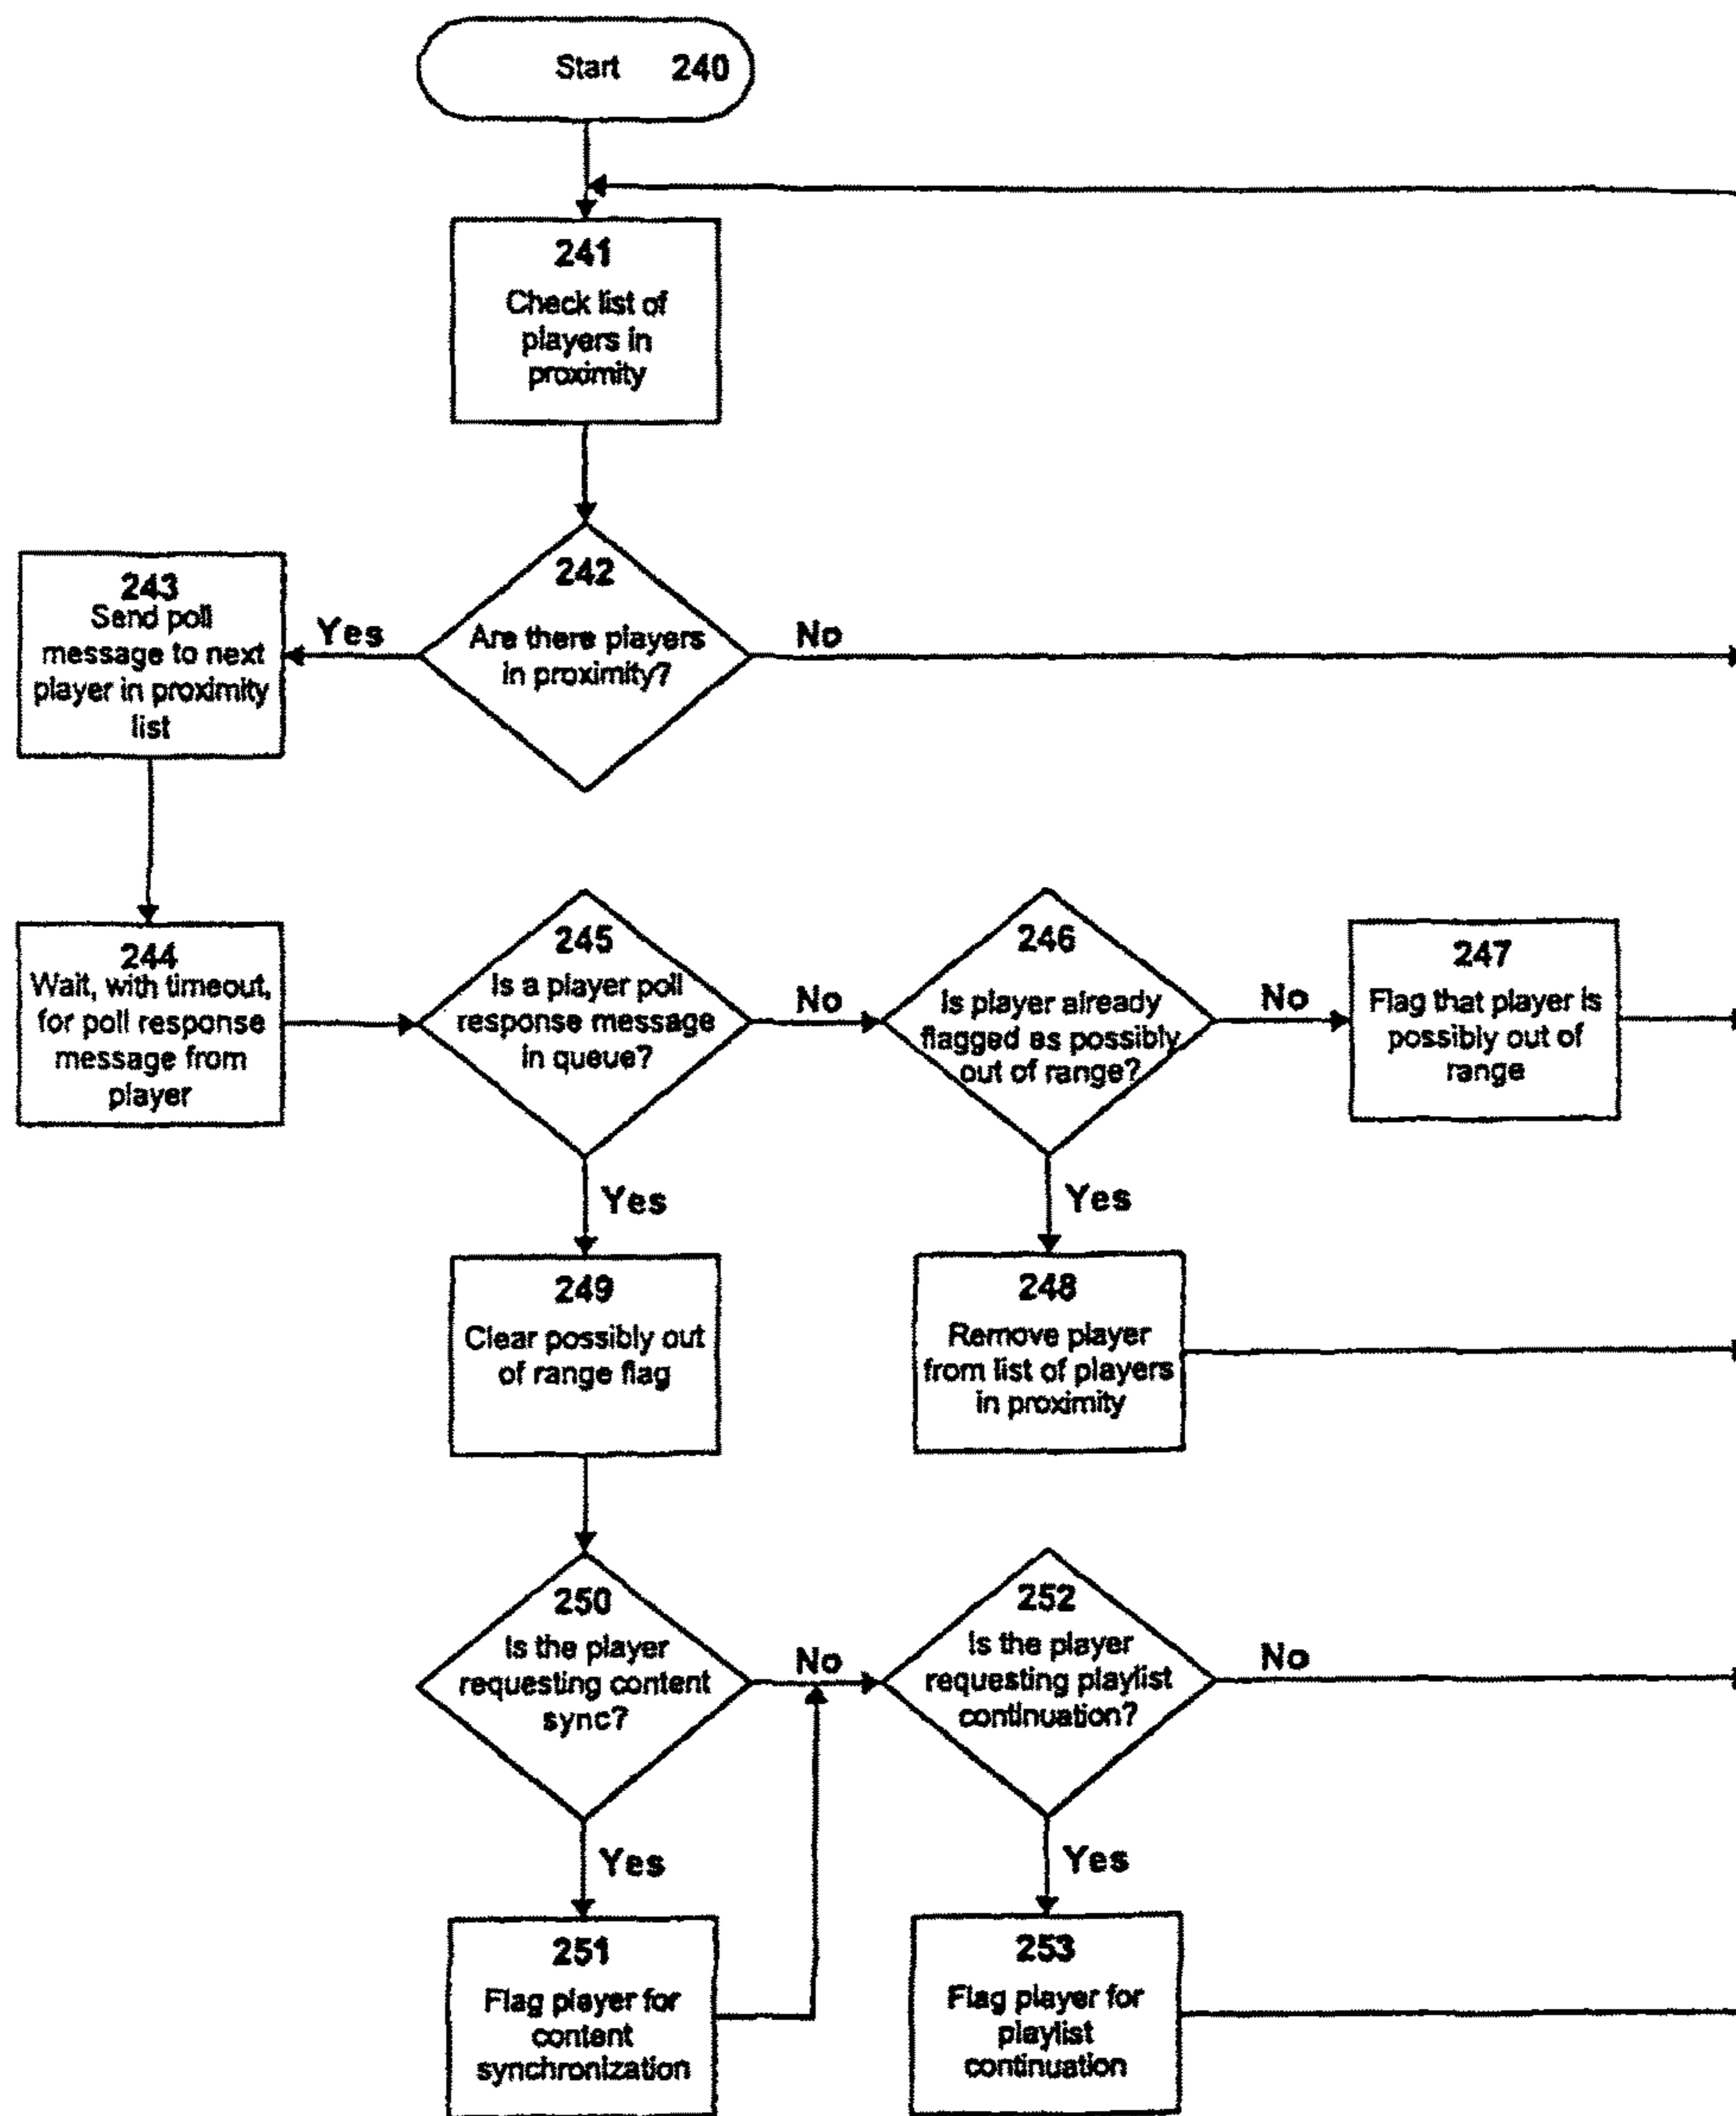 Start 240
241
Check list of
players in
proximity
242
Are there players
in proximity?
Yes
No
243
Send poll
message to next
player in proximity
list
244
Wait, with timeout,
for poll response
message from
player
245
Is a player poll
response message
in queue?
No
Yes
246
Is player already
flagged as possibly
out of range?
No
Yes
247
Flag that player is
possibly out of
range
248
Remove player
from list of players
in proximity
249
Clear possibly out
of range flag
250
Is the player
requesting content
sync?
No
Yes
251
Flag player for
content
synchronization
252
Is the player
requesting playlist
continuation?
No
Yes
253
Flag player for
playlist
continuation